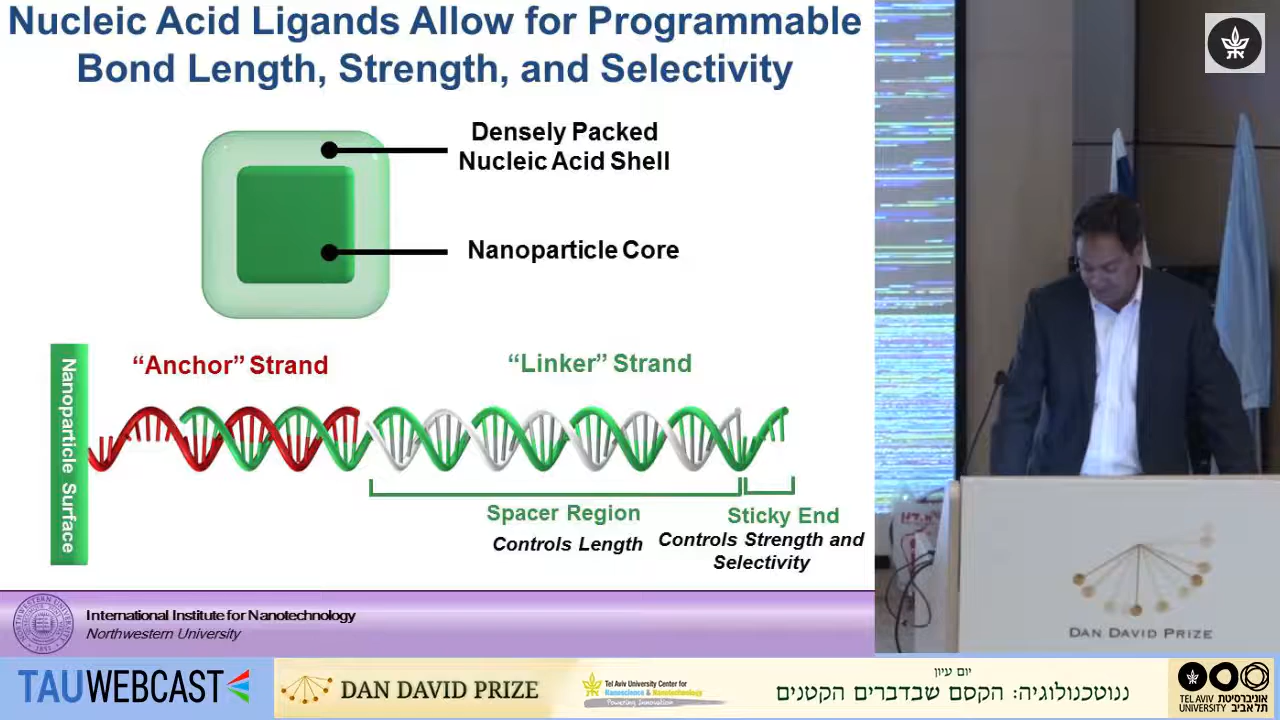 Nucleic Acid Ligands Allow for Programmable
Bond Length, Strength, and Selectivity
Densely Packed
Nucleic Acid Shell
Nanoparticle Core
"Anchor" Strand
"Linker" Strand
Nanoparticle Surface
Spacer Region
Controls Length
Sticky End
Controls Strength and
Selectivity
International Institute for Nanotechnology
Northwestern University
DAN DAVID PRIZE
TAUWEBCAST
DAN DAVID PRIZE
Tel Aviv University Center for
Nanoscience & Nanotechnology
Powering Innovation
יום עיון
ננוטכנולוגיה: הקסם שבדברים הקטנים
TEL AVIV אוניברסיטת
UNIVERSITY תל אביב